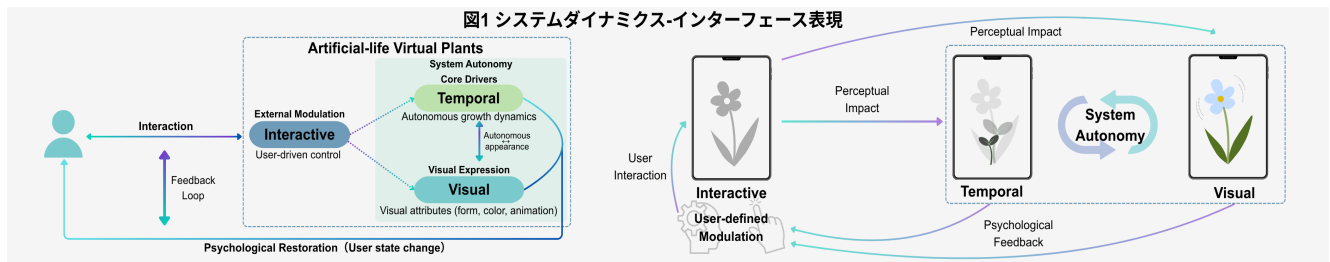 図1 システムダイナミクス-インターフェース表現
Artificial-life Virtual Plants
System Autonomy
Core Drivers
Temporal
Autonomous growth dynamics
External Modulation
Interactive
User-driven control
Interaction
Autonomous
↔
appearance
Feedback
Loop
Visual Expression
Visual
Visual attributes (form, color, animation)
Psychological Restoration（User state change）
Perceptual Impact
Perceptual
Impact
System
Autonomy
User
Interaction
Interactive
Temporal
Visual
User-defined
Modulation
Psychological
Feedback